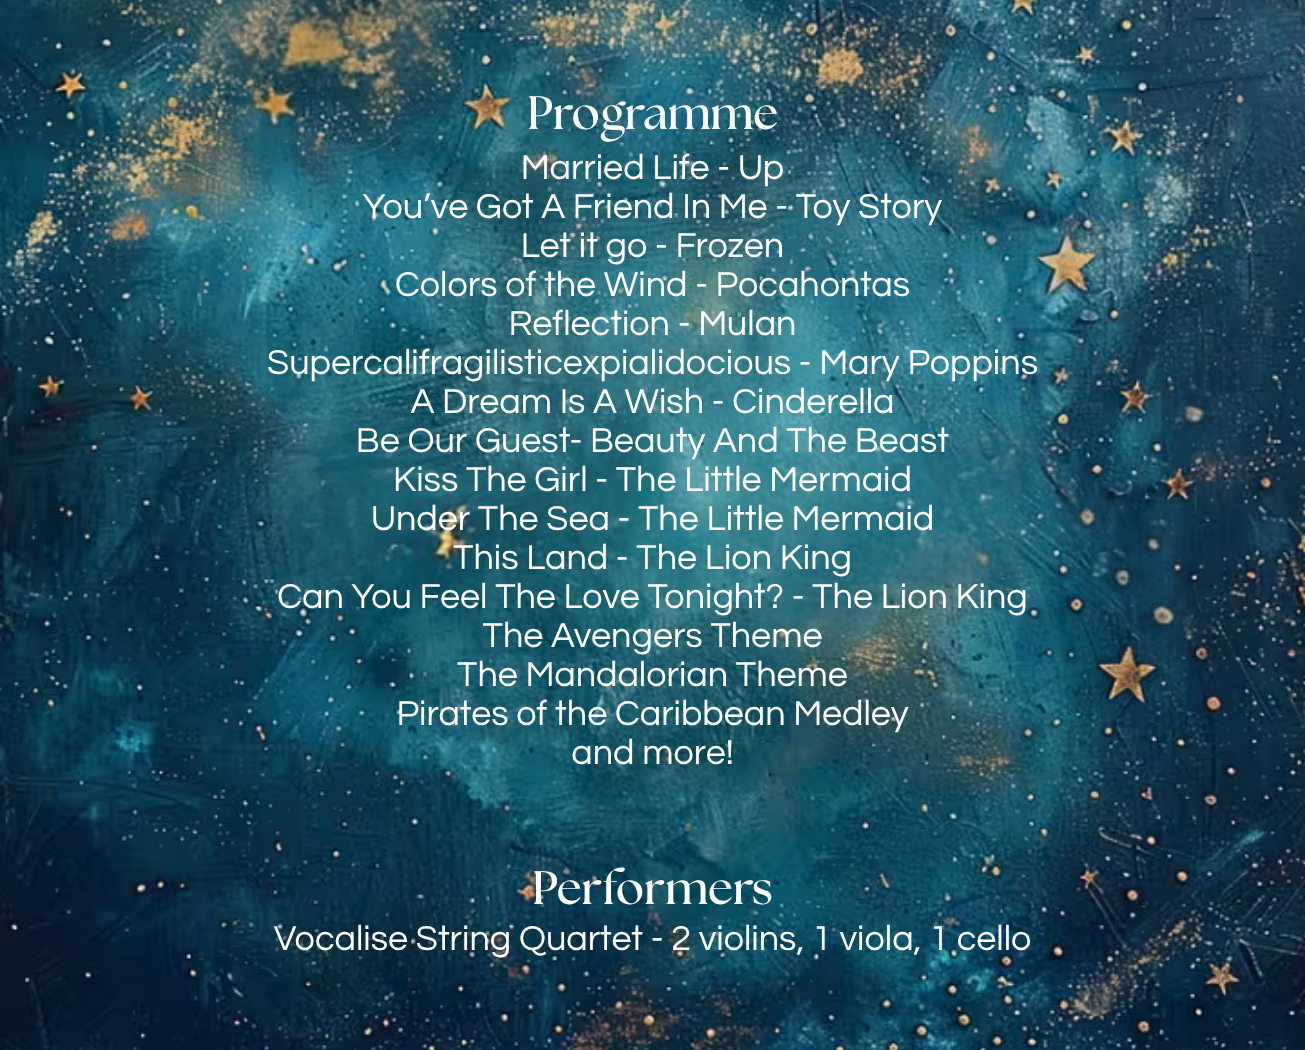 Programme
Married Life - Up
You’ve Got A Friend In Me - Toy Story
Let it go - Frozen
Colors of the Wind - Pocahontas
Reflection - Mulan
Supercalifragilisticexpialidocious - Mary Poppins
A Dream Is A Wish - Cinderella
Be Our Guest- Beauty And The Beast
Kiss The Girl - The Little Mermaid
Under The Sea - The Little Mermaid
This Land - The Lion King
Can You Feel The Love Tonight? - The Lion King
The Avengers Theme
The Mandalorian Theme
Pirates of the Caribbean Medley
and more!
Performers
Vocalise String Quartet - 2 violins, 1 viola, 1 cello